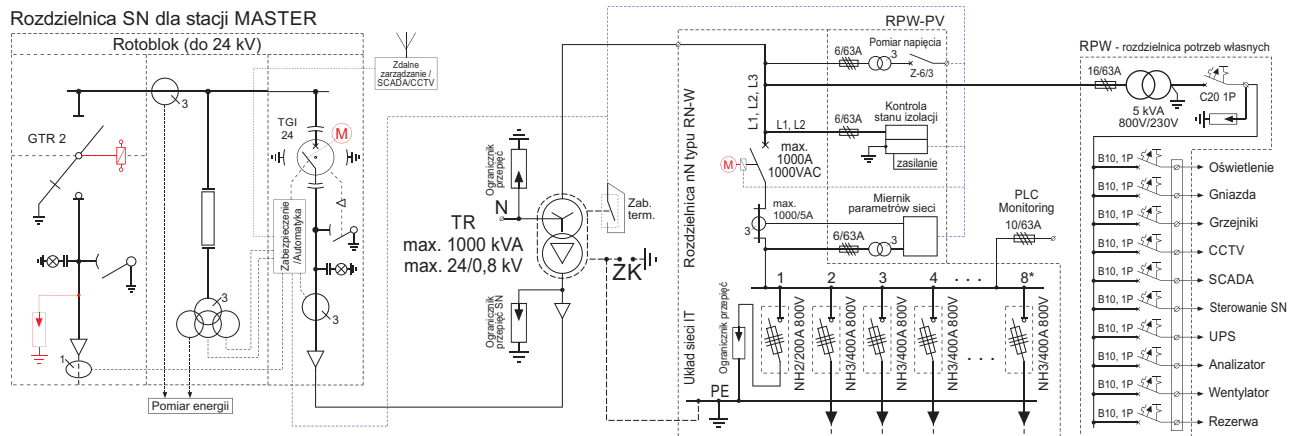 Rozdzielnica SN dla stacji MASTER
Rotoblok (do 24 kV)
Zdalne
zarządzanie /
SCADA/CCTV
3
GTR 2
TGI
24
M
Zabezpieczenie
/Automatyka
3
3
1
Pomiar energii
Ogranicznik
przepięć
N
TR
max. 1000 kVA
max. 24/0,8 kV
Zab.
term.
ZK
Ogranicznik
przepięć SN
Rozdzielnica nN typu RN-W
Układ sieci IT
RPW-PV
6/63A
Pomiar napięcia
3
Z-6/3
L1, L2, L3
L1, L2
6/63A
Kontrola
stanu izolacji
zasilanie
M
max.
1000A
1000VAC
max.
1000/5A
3
Miernik
parametrów sieci
6/63A
3
PLC
Monitoring
10/63A
1 2 3 4 . . . 8*
Ogranicznik przepięć
NH2/200A 800V
NH3/400A 800V
NH3/400A 800V
NH3/400A 800V
. . .
NH3/400A 800V
PE
RPW - rozdzielnica potrzeb własnych
16/63A
5 kVA
800V/230V
C20 1P
B10, 1P Oświetlenie
B10, 1P Gniazda
B10, 1P Grzejniki
B10, 1P CCTV
B10, 1P SCADA
B10, 1P Sterowanie SN
B10, 1P UPS
B10, 1P Analizator
B10, 1P Wentylator
B10, 1P Rezerwa